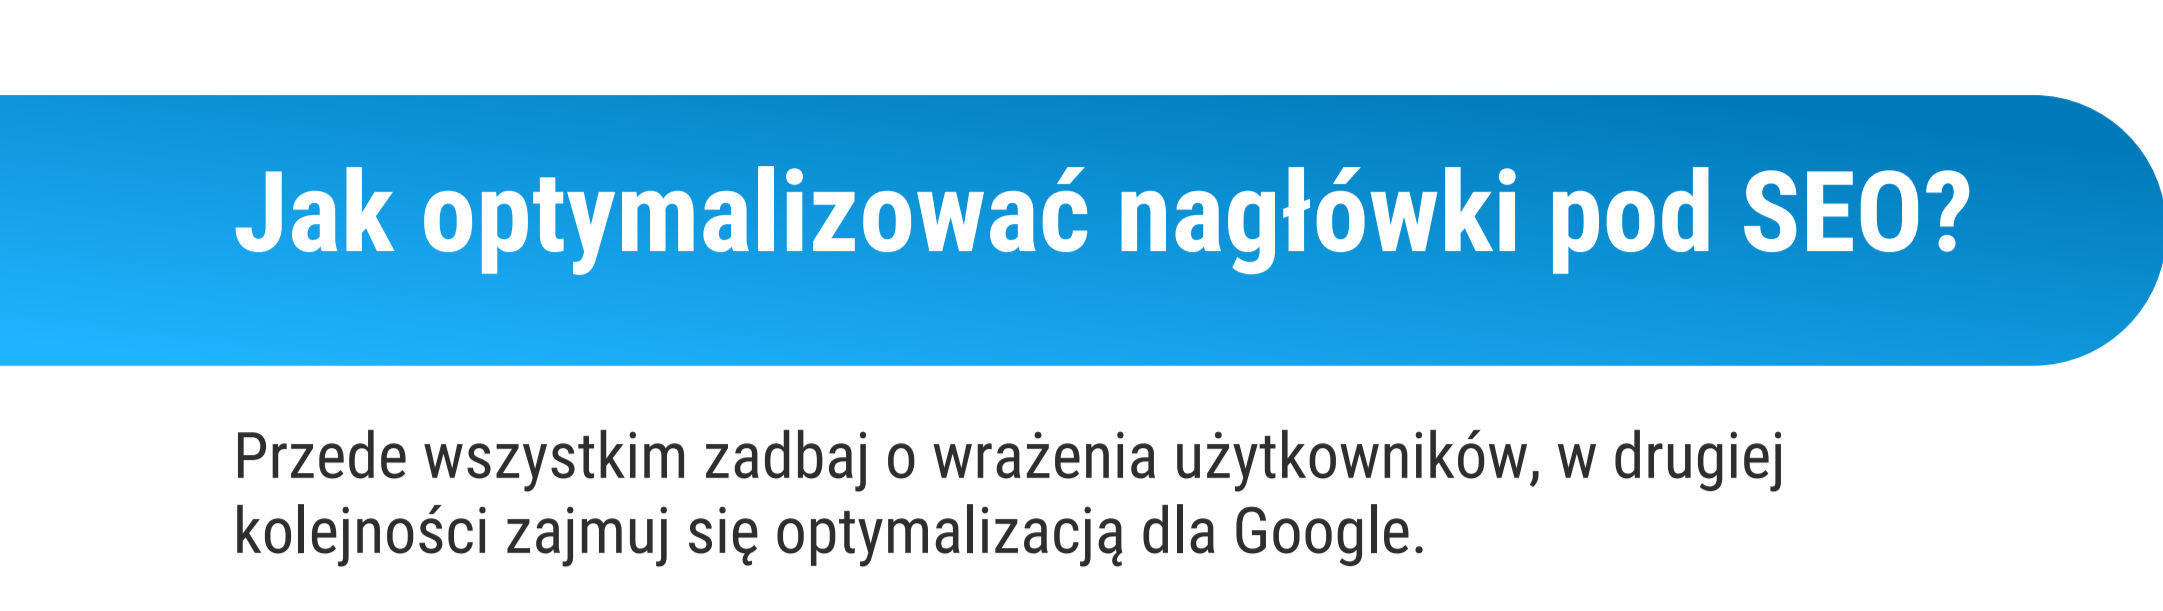 Jak optymalizować nagłówki pod SEO?
Przede wszystkim zadbaj o wrażenia użytkowników, w drugiej
kolejności zajmuj się optymalizacją dla Google.